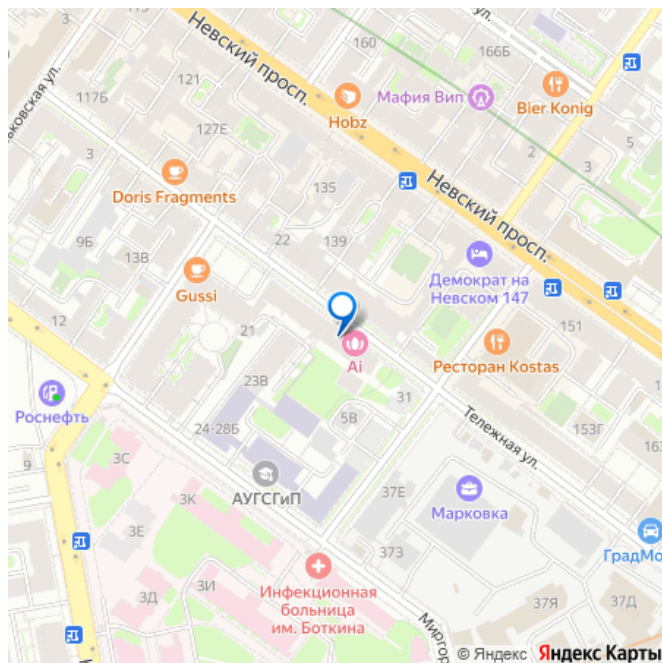 Невский просп.
160
166Б
117Б
121
Hobz
Мафия Вип
Bier Konig
127Е
2
3
5
3
Doris Fragments
135
Невский просп.
9Б
13В
22
139
Gussi
Демократ на
Невском 147
12
21
151
Ai
Ресторан Kostas
Роснефть
23В
31
5В
24-28Б
Тележная ул.
153Г
9
3С
АУГСГиП
37Е
Марковка
3К
3Е
373
ГрадМо
3И
3Д
Инфекционная
больница
им. Боткина
37Я
37Д
© Яндекс Яндекс Карты